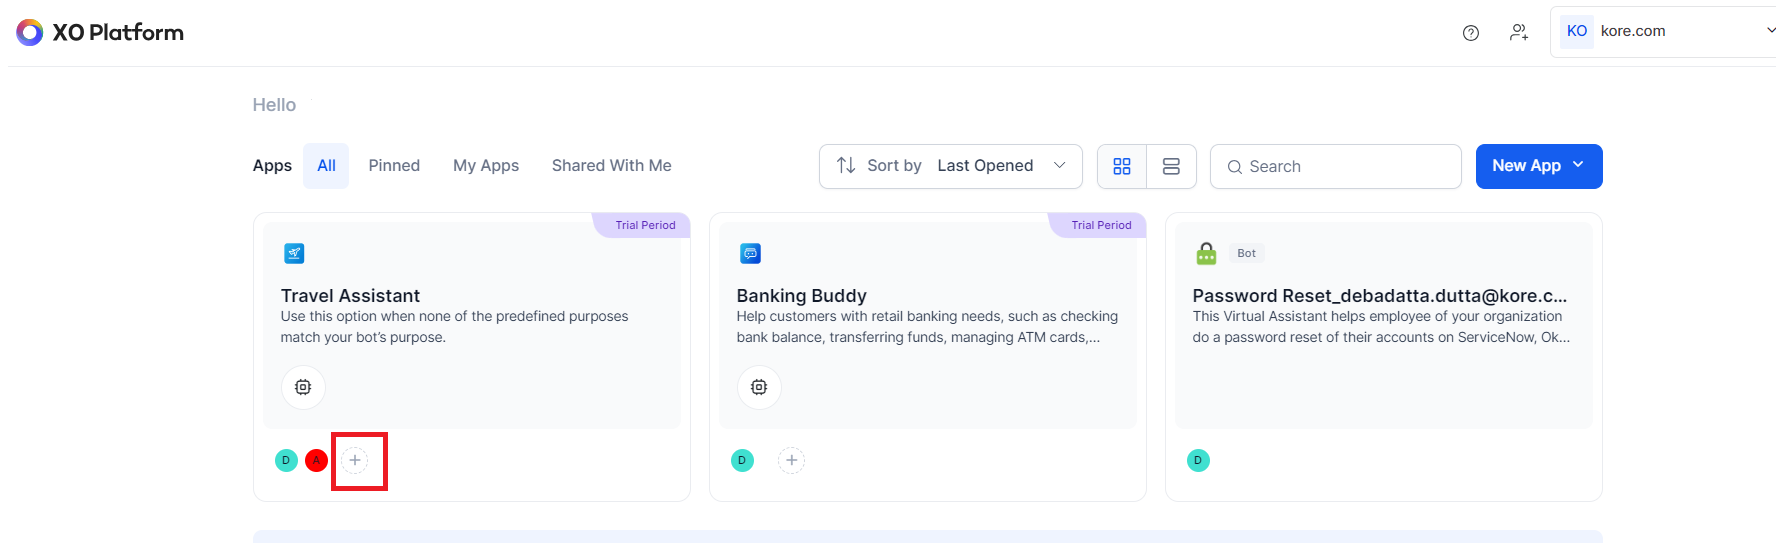 XO Platform
KO kore.com
Hello
Apps All Pinned My Apps Shared With Me Sort by Last Opened Search New App
Trial Period
Travel Assistant
Use this option when none of the predefined purposes
match your bot's purpose.
D A
Trial Period
Banking Buddy
Help customers with retail banking needs, such as checking
bank balance, transferring funds, managing ATM cards,...
D
Bot
Password Reset_debadatta.dutta@kore.c...
This Virtual Assistant helps employee of your organization
do a password reset of their accounts on ServiceNow, Ok...
D